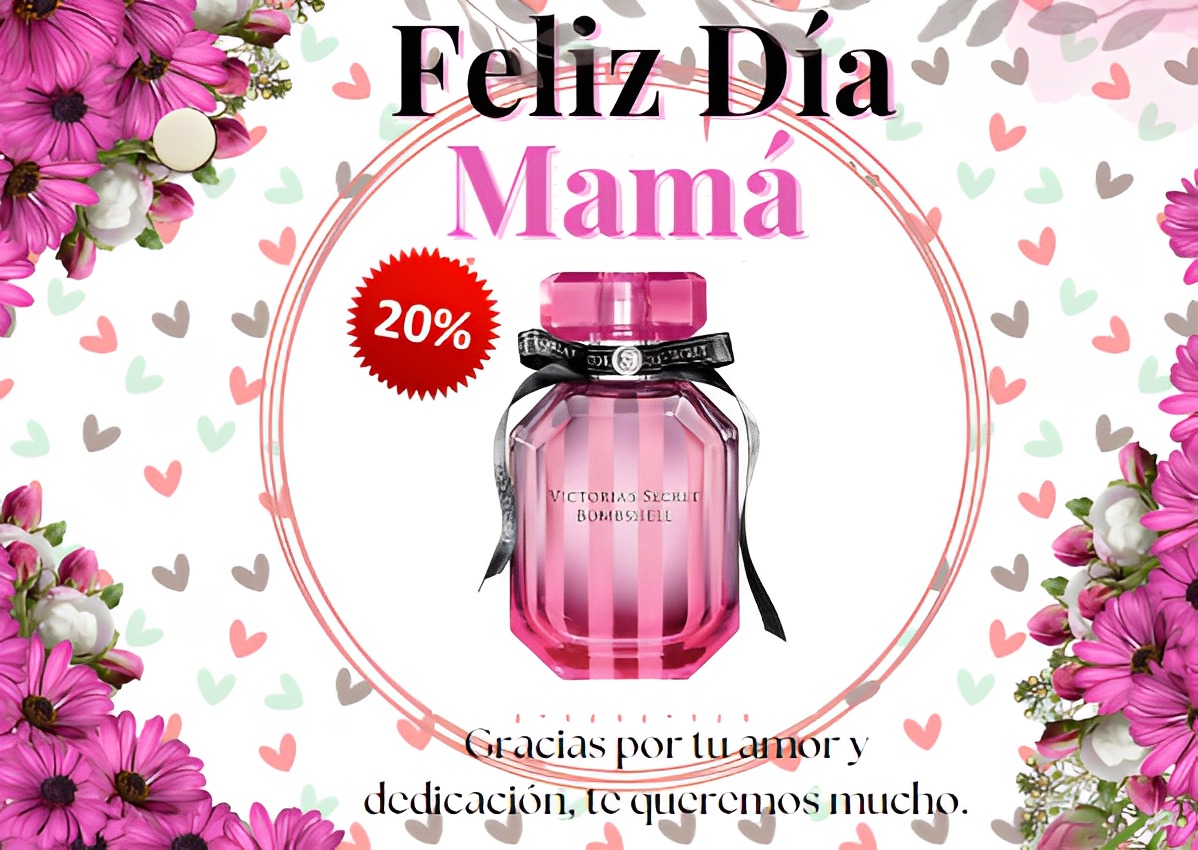 Feliz Día
Mamá
20%
VICTORIAS SECRET
BOMBSHELL
Gracias por tu amor y
dedicación, te queremos mucho.